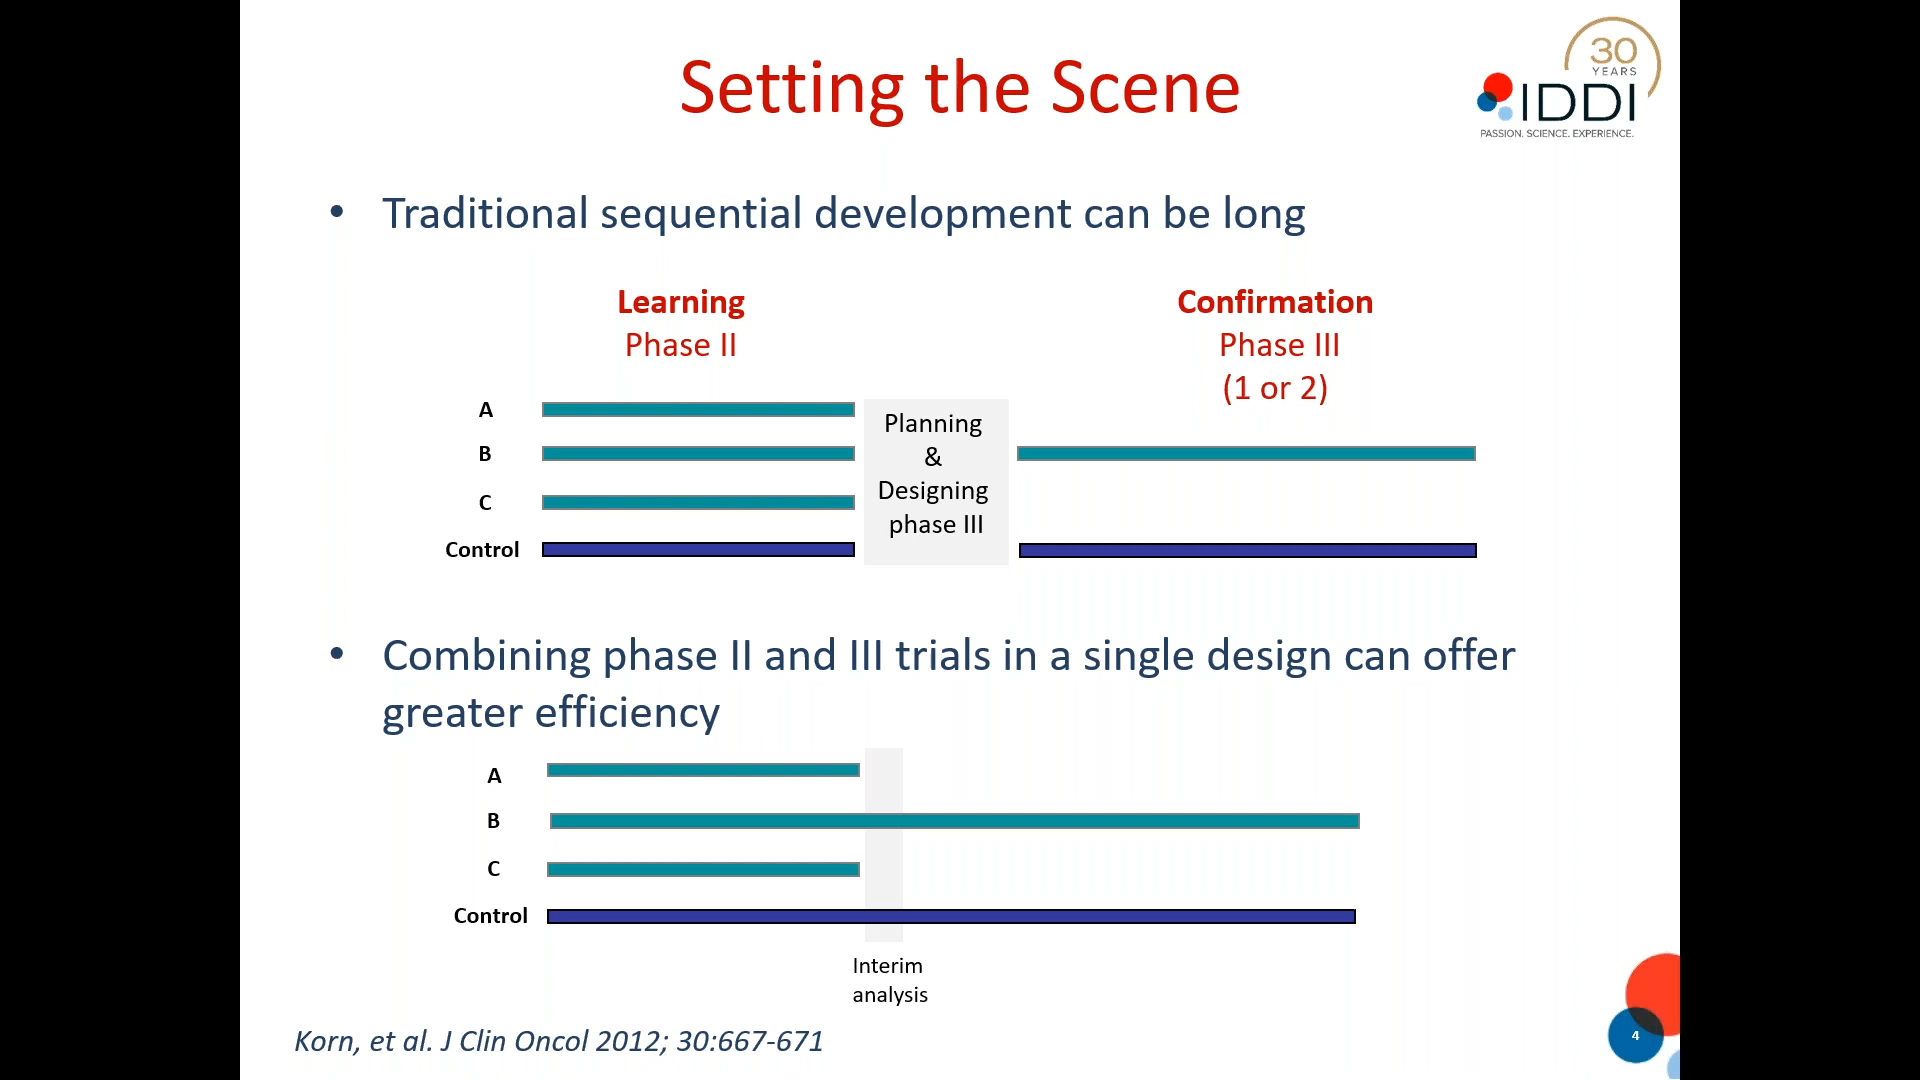 Setting the Scene
30
YEARS
IDDI
PASSION. SCIENCE. EXPERIENCE.
• Traditional sequential development can be long
Learning
Phase II
Confirmation
Phase III
(1 or 2)
A
B
C
Control
Planning
&
Designing
phase III
• Combining phase II and III trials in a single design can offer
greater efficiency
A
B
C
Control
Interim
analysis
Korn, et al. J Clin Oncol 2012; 30:667-671
4